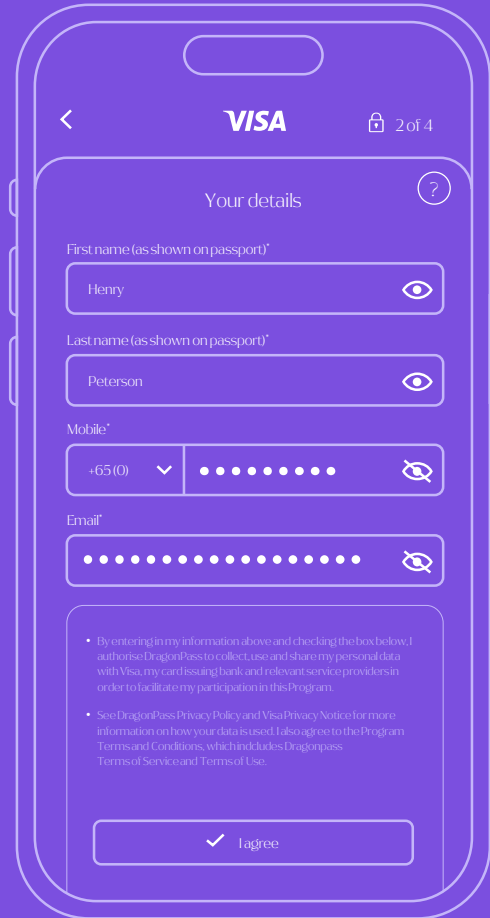 VISA
2 of 4
Your details
?
First name (as shown on passport)*
Henry
Last name (as shown on passport)*
Peterson
Mobile*
+65 (0)
Email*
• By entering in my information above and checking the box below, I
authorise DragonPass to collect, use and share my personal data
with Visa, my card issuing bank and relevant service providers in
order to facilitate my participation in this Program.
• See DragonPass Privacy Policy and Visa Privacy Notice for more
information on how your data is used. I also agree to the Program
Terms and Conditions, which indcludes Dragonpass
Terms of Service and Terms of Use.
I agree